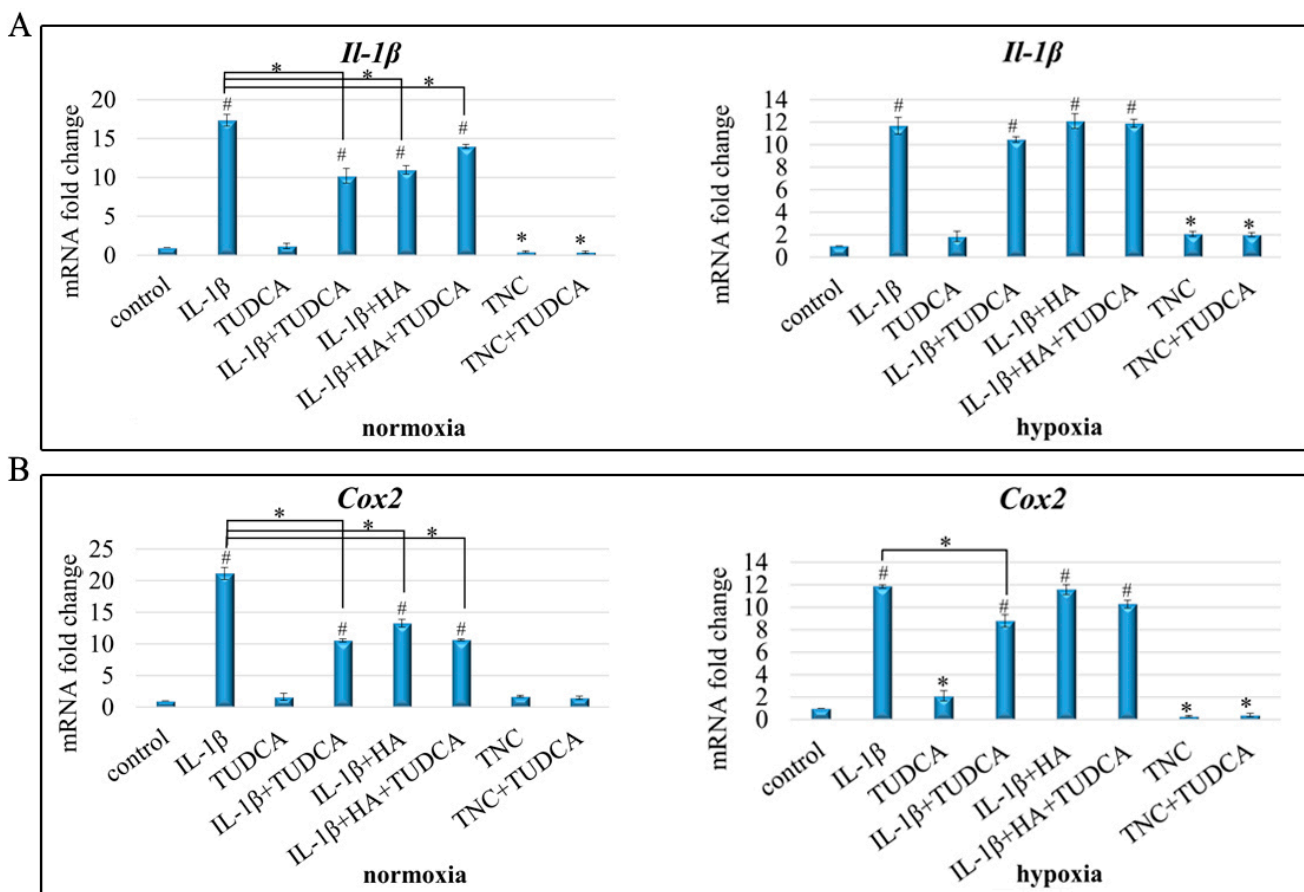 A
Il-1β
* * *
mRNA fold change
20
15
10
5
0
#
#
#
#
*
*
control
IL-1β
TUDCA
IL-1β+TUDCA
IL-1β+HA
IL-1β+HA+TUDCA
TNC
TNC+TUDCA
normoxia
Il-1β
mRNA fold change
14
12
10
8
6
4
2
0
#
#
#
#
*
*
control
IL-1β
TUDCA
IL-1β+TUDCA
IL-1β+HA
IL-1β+HA+TUDCA
TNC
TNC+TUDCA
hypoxia
B
Cox2
* * *
mRNA fold change
25
20
15
10
5
0
#
#
#
#
control
IL-1β
TUDCA
IL-1β+TUDCA
IL-1β+HA
IL-1β+HA+TUDCA
TNC
TNC+TUDCA
normoxia
Cox2
*
mRNA fold change
14
12
10
8
6
4
2
0
#
*
#
#
#
*
*
control
IL-1β
TUDCA
IL-1β+TUDCA
IL-1β+HA
IL-1β+HA+TUDCA
TNC
TNC+TUDCA
hypoxia